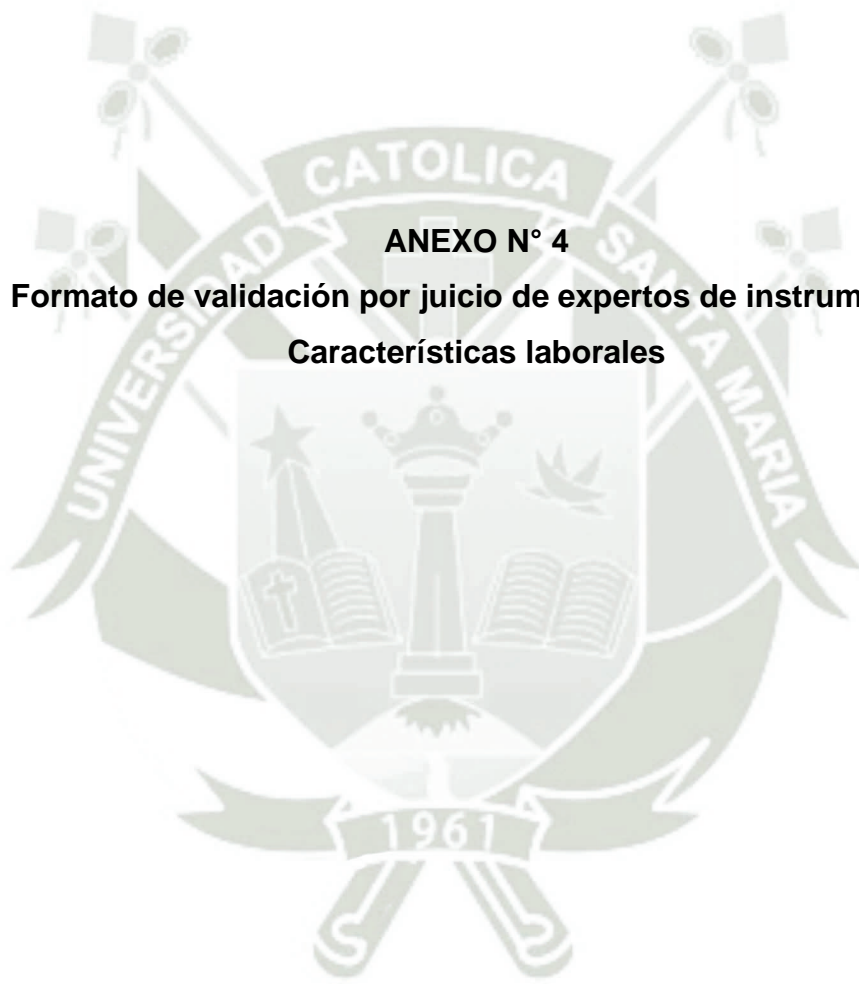 ANEXO N° 4
Formato de validación por juicio de expertos de instrum
Características laborales
UNIVERSIDAD CATOLICA SANTA MARIA
1961